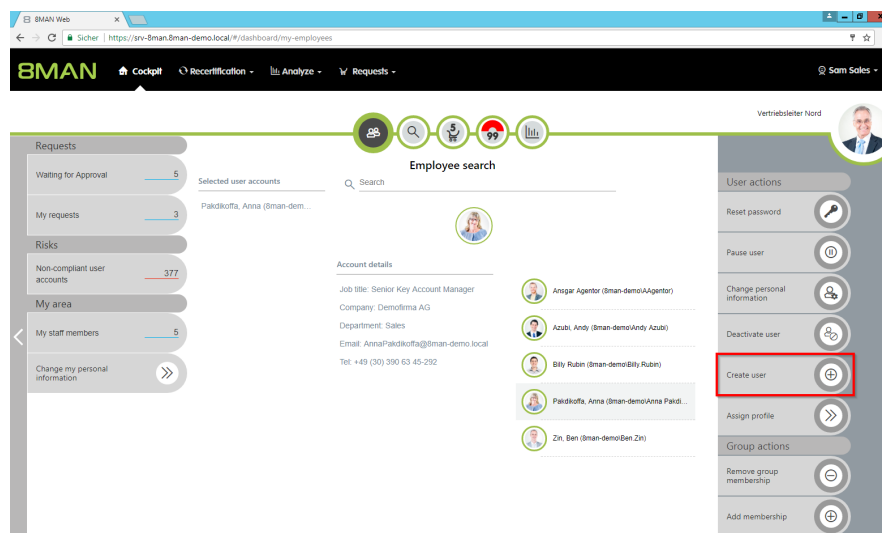 8MAN Web
Sicher | https://srv-8man.8man-demo.local/#/dashboard/my-employees
8MAN
Cockpit
Recertification
Analyze
Requests
Sam Sales
Vertriebsleiter Nord
5
99
Requests
Waiting for Approval 5
My requests 3
Risks
Non-compliant user
accounts
377
My area
My staff members 5
Change my personal
information
Selected user accounts
Pakdikoffa, Anna (8man-dem...
Employee search
Search
Account details
Job title: Senior Key Account Manager
Company: Demofirma AG
Department: Sales
Email: AnnaPakdikoffa@8man-demo.local
Tel: +49 (30) 390 63 45-292
Ansgar Agentor (8man-demo\AAgentor)
Azubi, Andy (8man-demo\Andy Azubi)
Billy Rubin (8man-demo\Billy.Rubin)
Pakdikoffa, Anna (8man-demo\Anna Pakdi...
Zin, Ben (8man-demo\Ben.Zin)
User actions
Reset password
Pause user
Change personal
information
Deactivate user
Create user
Assign profile
Group actions
Remove group
membership
Add membership